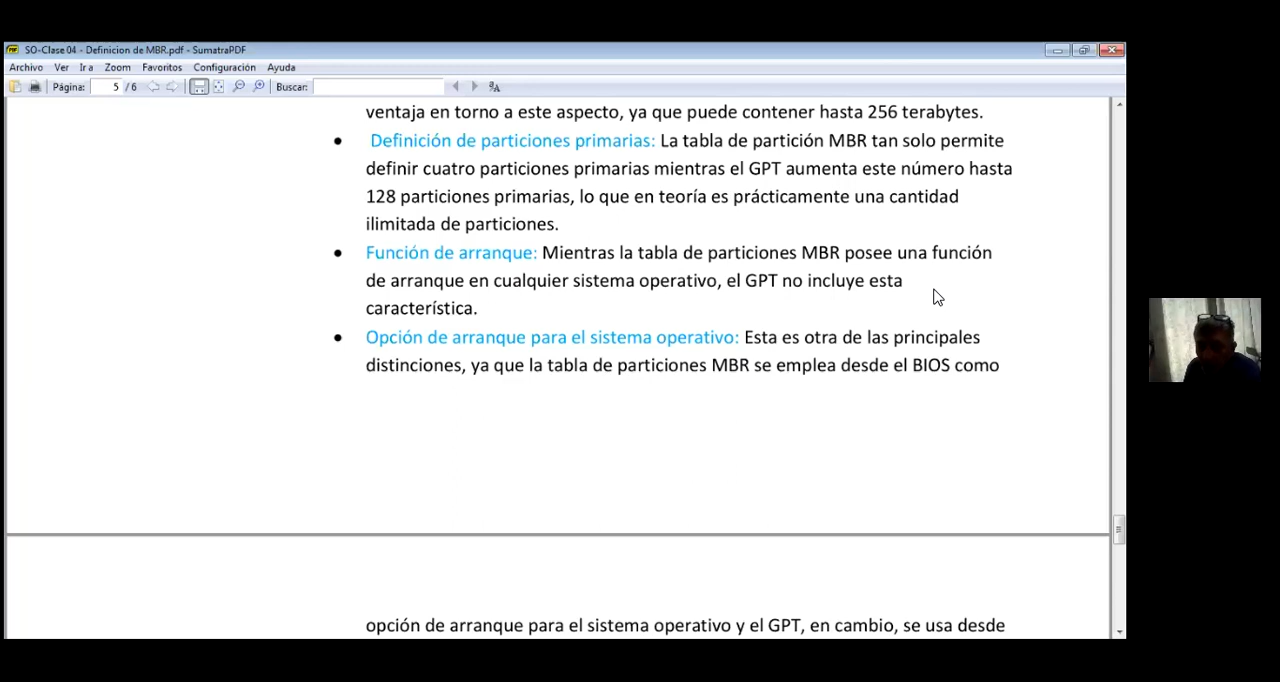 SO-Clase 04 - Definicion de MBR.pdf - SumatraPDF
Archivo Ver Ir a Zoom Favoritos Configuración Ayuda
Página: 5 / 6 Buscar:
ventaja en torno a este aspecto, ya que puede contener hasta 256 terabytes.
• Definición de particiones primarias: La tabla de partición MBR tan solo permite
definir cuatro particiones primarias mientras el GPT aumenta este número hasta
128 particiones primarias, lo que en teoría es prácticamente una cantidad
ilimitada de particiones.
• Función de arranque: Mientras la tabla de particiones MBR posee una función
de arranque en cualquier sistema operativo, el GPT no incluye esta
característica.
• Opción de arranque para el sistema operativo: Esta es otra de las principales
distinciones, ya que la tabla de particiones MBR se emplea desde el BIOS como
opción de arranque para el sistema operativo y el GPT, en cambio, se usa desde